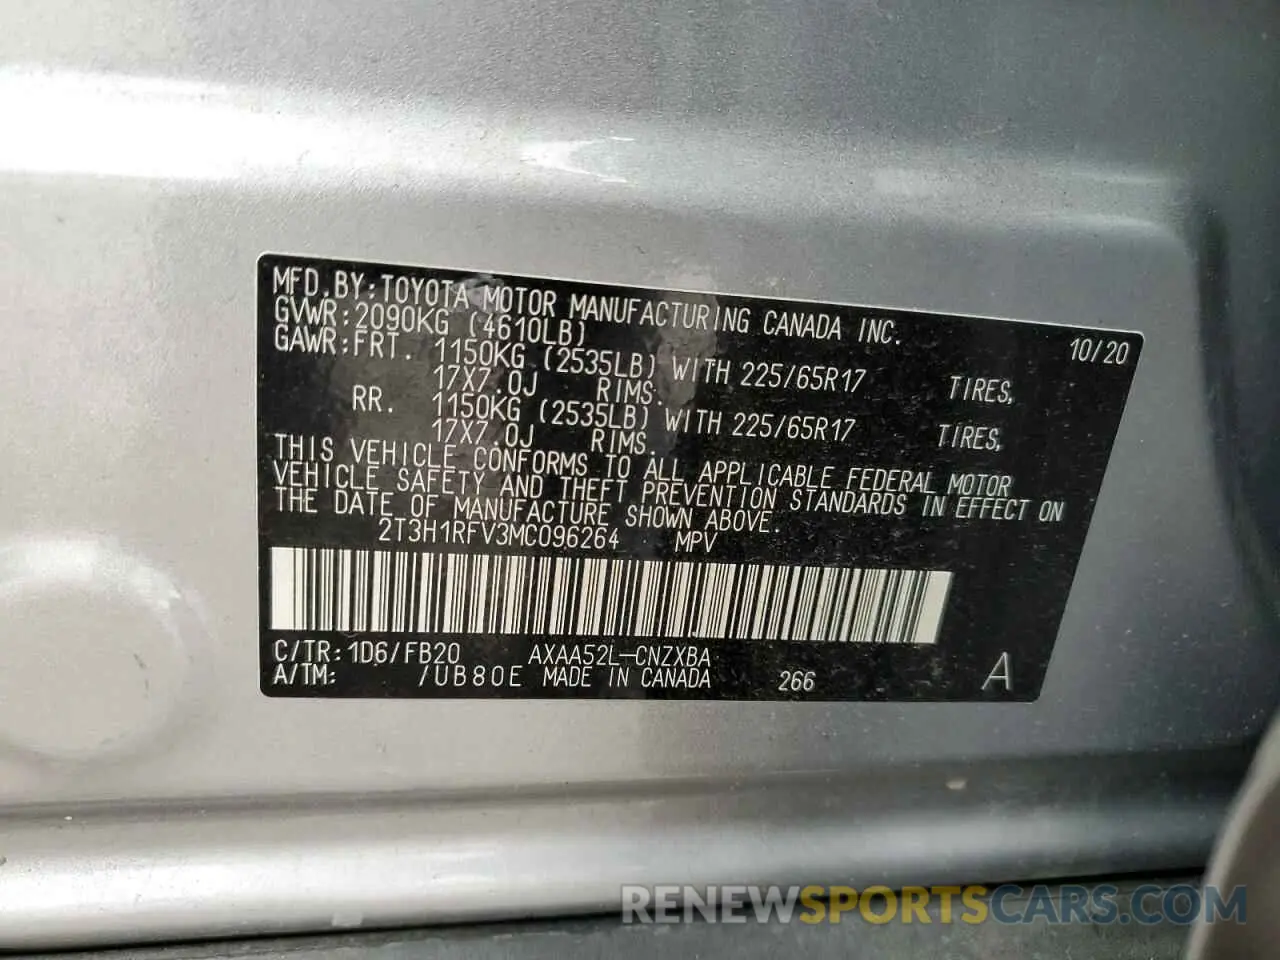 MFD.BY:TOYOTA MOTOR MANUFACTURING CANADA INC.
GVWR:2090KG (4610LB) 10/20
GAWR:FRT. 1150KG (2535LB) WITH 225/65R17 TIRES,
17X7.0J RIMS.
RR. 1150KG (2535LB) WITH 225/65R17 TIRES,
17X7.0J RIMS.
THIS VEHICLE CONFORMS TO ALL APPLICABLE FEDERAL MOTOR
VEHICLE SAFETY AND THEFT PREVENTION STANDARDS IN EFFECT ON
THE DATE OF MANUFACTURE SHOWN ABOVE.
2T3H1RFV3MC096264 MPV
C/TR:1D6/FB20 AXAA52L-CNZXBA
A/TM: /UB80E MADE IN CANADA 266 A
RENEWSPORTSCARS.COM